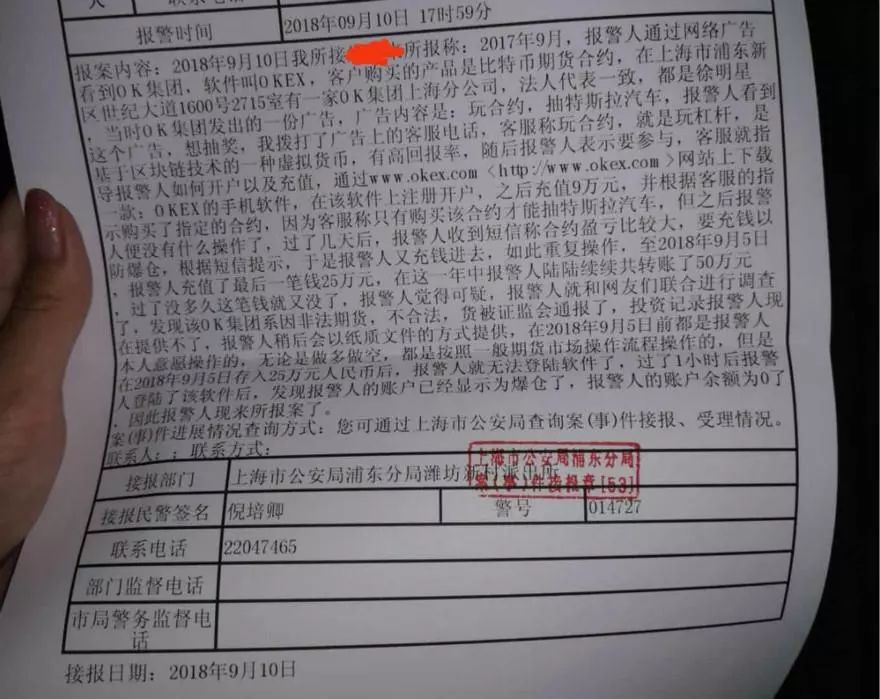 人
联系电话
报警时间 2018年09月10日 17时59分
报案内容：2018年9月10日我所接 所报称：2017年9月，报警人通过网络广告
看到OK集团，软件叫OKEX，客户购买的产品是比特币期货合约，在上海市浦东新
区世纪大道1600号2715室有一家OK集团上海分公司，法人代表一致，都是徐明星
，当时OK集团发出的一份广告，广告内容是：玩合约，抽特斯拉汽车，报警人看到
这个广告，想抽奖，我拨打了广告上的客服电话，客服称玩合约，就是玩杠杆，是
基于区块链技术的一种虚拟货币，有高回报率，随后报警人表示要参与，客服就指
导报警人如何开户以及充值，通过www.okex.com<http://www.okex.com>网站上下载
一款：OKEX的手机软件，在该软件上注册开户，之后充值9万元，并根据客服的指
示购买了指定的合约，因为客服称只有购买了该合约才能抽特斯拉汽车，但之后报警
人便没有什么操作了，过了几天后，报警人收到短信称合约盈亏比较大，要充钱以
防爆仓，根据短信提示，于是报警人又充钱进去，如此重复操作，至2018年9月5日
，报警人充值了最后一笔钱25万元，在这一年中报警人陆陆续续共转账了50万元
，过了没多久这笔钱就又没了，报警人觉得可疑，报警人就和网友们联合进行调查
了，发现该OK集团系因非法期货，不合法，货被证监会通报了，投资记录报警人现
在提供不了，报警人稍后会以纸质文件的方式提供，在2018年9月5日前都是报警人
本人意愿操作的，无论是做多做空，都是按照一般期货市场操作流程操作的，但是
在2018年9月5日存入25万元人民币后，报警人就无法登陆软件了，过了1小时后报警
人登陆了该软件后，发现报警人的账户已经显示为爆仓了，报警人的账户余额为0了
，因此报警人现来所报案了。
案(事)件进展情况查询方式：您可通过上海市公安局查询案(事)件接报、受理情况。
联系人：；联系方式：
接报部门 上海市公安局浦东分局潍坊新村派出所
上海市公安局浦东分局
案(事)件接报章[53]
接报民警签名 倪培卿 警号 014727
联系电话 22047465
部门监督电话
市局警务监督电
话
接报日期：2018年9月10日